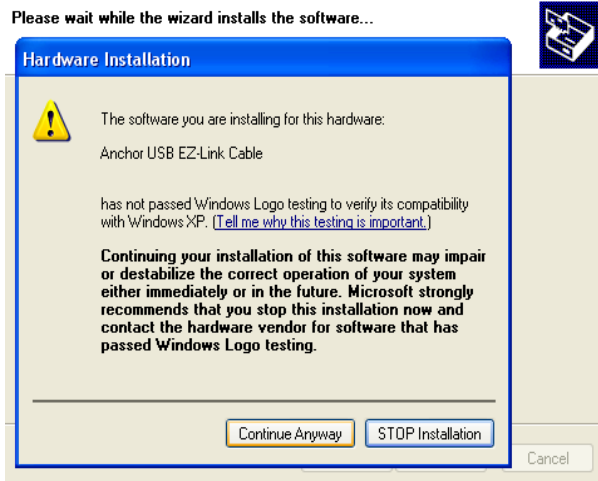 Please wait while the wizard installs the software...
Hardware Installation
The software you are installing for this hardware:
Anchor USB EZ-Link Cable
has not passed Windows Logo testing to verify its compatibility
with Windows XP. (Tell me why this testing is important.)
Continuing your installation of this software may impair
or destabilize the correct operation of your system
either immediately or in the future. Microsoft strongly
recommends that you stop this installation now and
contact the hardware vendor for software that has
passed Windows Logo testing.
Continue Anyway
STOP Installation
Cancel